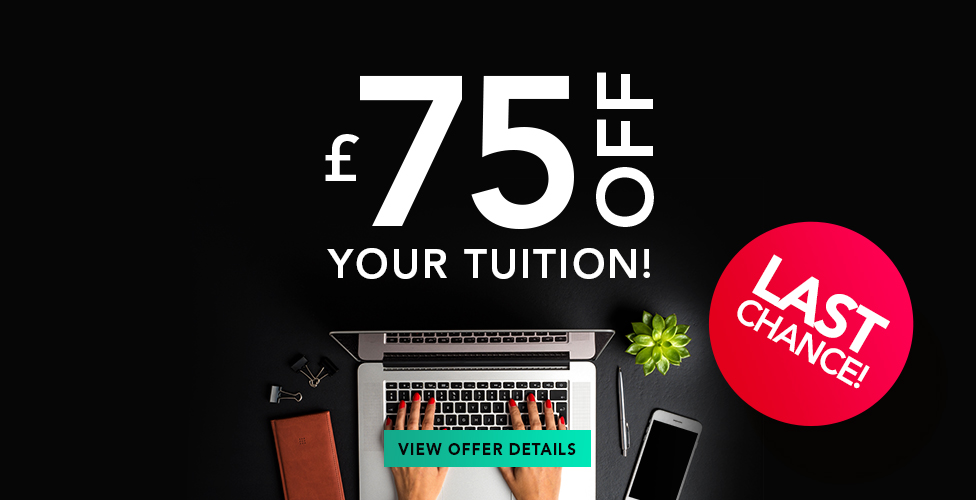 £75 OFF
YOUR TUITION!
LAST
CHANCE!
VIEW OFFER DETAILS